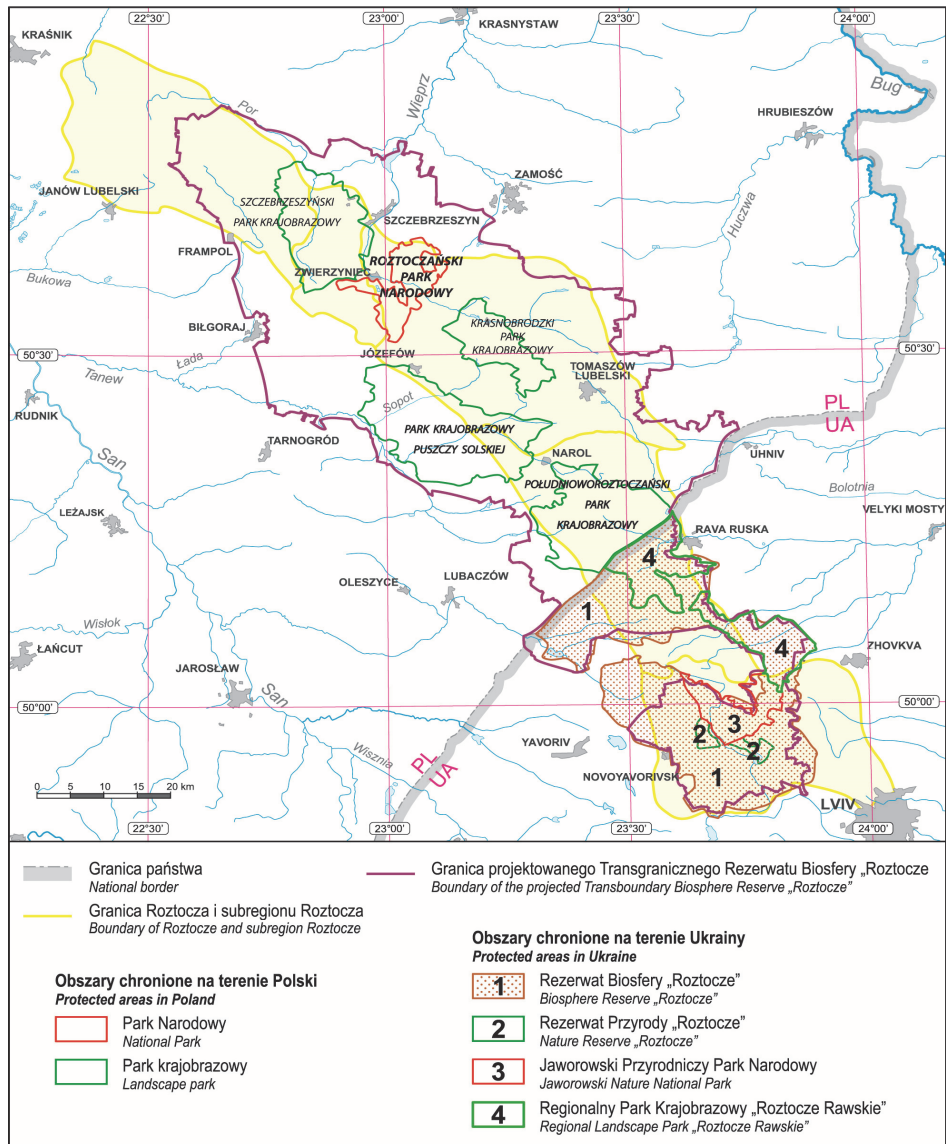 22°30' 23°00' 23°30' 24°00'
KRAŚNIK
KRASNYSTAW
Bug
Wieprz
Por
HRUBIESZÓW
ZAMOŚĆ
JANÓW LUBELSKI
SZCZEBRZESZYŃSKI
PARK KRAJOBRAZOWY
SZCZEBRZESZYN
Huczwa
FRAMPOL
ROZTOCZAŃSKI
PARK
NARODOWY
ZWIERZYNIEC
Bukowa
BIŁGORAJ
KRASNOBRODZKI
PARK
KRAJOBRAZOWY
50°30' 50°30'
Łada
JÓZEFÓW
TOMASZÓW
LUBELSKI
Tanew
RUDNIK
Sopot
PL
UA
PARK KRAJOBRAZOWY
PUSZCZY SOLSKIEJ
TARNOGRÓD
San
NAROL
UHNIV
POŁUDNIOWOROZTOCZAŃSKI
PARK
KRAJOBRAZOWY
Bolotnia
LEŻAJSK
VELYKI MOSTY
RAVA RUSKA
4
OLESZYCE
LUBACZÓW
1
Wisłok
ŁAŃCUT
4
ZHOVKVA
JAROSŁAW
San
50°00' 50°00'
3
2
2
YAVORIV
Wisznia
PL
UA
NOVOYAVORIVSK
1
LVIV
0 5 10 15 20 km
22°30' 23°00' 23°30' 24°00'
Granica państwa
National border
Granica projektowanego Transgranicznego Rezerwatu Biosfery „Roztocze
Boundary of the projected Transboundary Biosphere Reserve „Roztocze”
Granica Roztocza i subregionu Roztocza
Boundary of Roztocze and subregion Roztocze
Obszary chronione na terenie Polski
Protected areas in Poland
Park Narodowy
National Park
Park krajobrazowy
Landscape park
Obszary chronione na terenie Ukrainy
Protected areas in Ukraine
1 Rezerwat Biosfery „Roztocze”
Biosphere Reserve „Roztocze”
2 Rezerwat Przyrody „Roztocze”
Nature Reserve „Roztocze”
3 Jaworowski Przyrodniczy Park Narodowy
Jaworowski Nature National Park
4 Regionalny Park Krajobrazowy „Roztocze Rawskie”
Regional Landscape Park „Roztocze Rawskie”